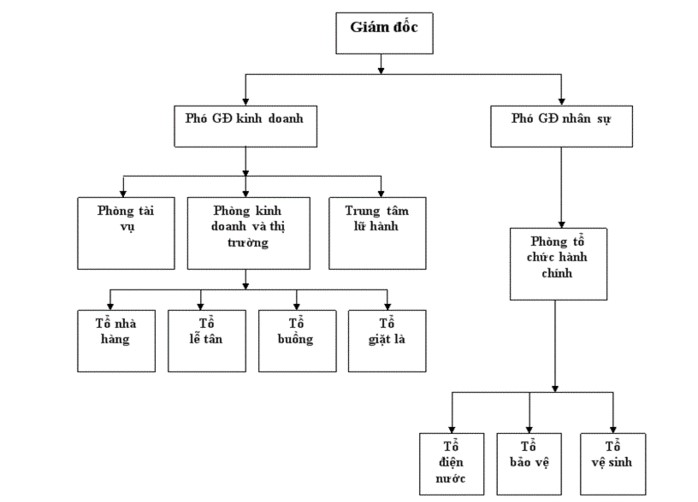 Giám đốc
Phó GĐ kinh doanh
Phó GĐ nhân sự
Phòng tài
vụ
Phòng kinh
doanh và thị
trường
Trung tâm
lữ hành
Phòng tổ
chức hành
chính
Tổ nhà
hàng
Tổ
lễ tân
Tổ
buồng
Tổ
giặt là
Tổ
điện
nước
Tổ
bảo vệ
Tổ
vệ sinh